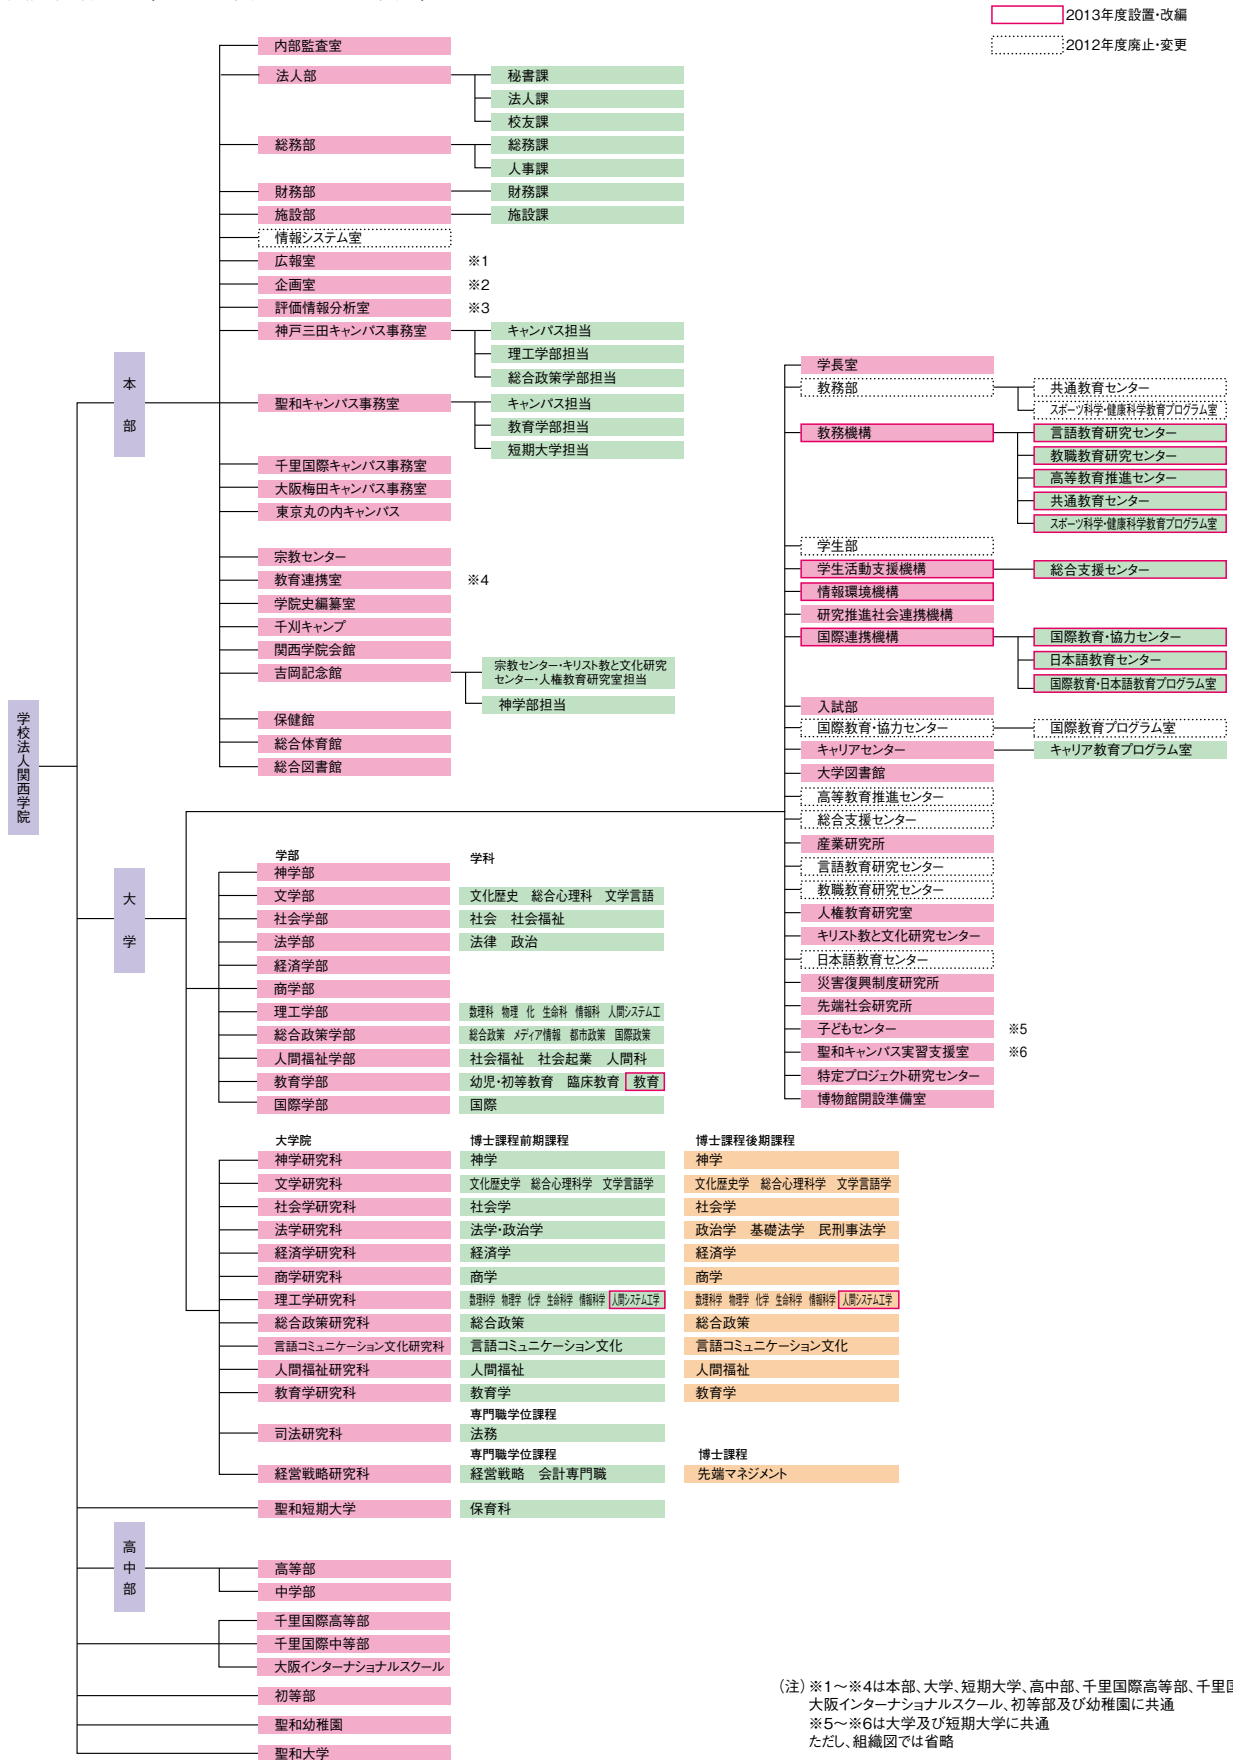 2013年度設置・改編
2012年度廃止・変更
学校法人関西学院
本部
内部監査室
法人部
秘書課
法人課
校友課
総務部
総務課
人事課
財務部
財務課
施設部
施設課
情報システム室
広報室 ※1
企画室 ※2
評価情報分析室 ※3
神戸三田キャンパス事務室
キャンパス担当
理工学部担当
総合政策学部担当
聖和キャンパス事務室
キャンパス担当
教育学部担当
短期大学担当
千里国際キャンパス事務室
大阪梅田キャンパス事務室
東京丸の内キャンパス
宗教センター
教育連携室 ※4
学院史編纂室
千刈キャンプ
関西学院会館
吉岡記念館
宗教センター・キリスト教と文化研究
センター・人権教育研究室担当
神学部担当
保健館
総合体育館
総合図書館
大学
学長室
教務部
共通教育センター
スポーツ科学・健康科学教育プログラム室
教務機構
言語教育研究センター
教職教育研究センター
高等教育推進センター
共通教育センター
スポーツ科学・健康科学教育プログラム室
学生部
学生活動支援機構
総合支援センター
情報環境機構
研究推進社会連携機構
国際連携機構
国際教育・協力センター
日本語教育センター
国際教育・日本語教育プログラム室
入試部
国際教育・協力センター
国際教育プログラム室
キャリアセンター
キャリア教育プログラム室
大学図書館
高等教育推進センター
総合支援センター
産業研究所
言語教育研究センター
教職教育研究センター
人権教育研究室
キリスト教と文化研究センター
日本語教育センター
災害復興制度研究所
先端社会研究所
子どもセンター ※5
聖和キャンパス実習支援室 ※6
特定プロジェクト研究センター
博物館開設準備室
学部 学科
神学部
文学部 文化歴史 総合心理科 文学言語
社会学部 社会 社会福祉
法学部 法律 政治
経済学部
商学部
理工学部 数理科 物理 化 生命科 情報科 人間システム工
総合政策学部 総合政策 メディア情報 都市政策 国際政策
人間福祉学部 社会福祉 社会起業 人間科
教育学部 幼児・初等教育 臨床教育 教育
国際学部 国際
大学院 博士課程前期課程 博士課程後期課程
神学研究科 神学 神学
文学研究科 文化歴史学 総合心理科学 文学言語学 文化歴史学 総合心理科学 文学言語学
社会学研究科 社会学 社会学
法学研究科 法学・政治学 政治学 基礎法学 民刑事法学
経済学研究科 経済学 経済学
商学研究科 商学 商学
理工学研究科 数理科学 物理学 化学 生命科学 情報科学 人間システム工学 数理科学 物理学 化学 生命科学 情報科学 人間システム工学
総合政策研究科 総合政策 総合政策
言語コミュニケーション文化研究科 言語コミュニケーション文化 言語コミュニケーション文化
人間福祉研究科 人間福祉 人間福祉
教育学研究科 教育学 教育学
専門職学位課程
司法研究科 法務
専門職学位課程 博士課程
経営戦略研究科 経営戦略 会計専門職 先端マネジメント
聖和短期大学 保育科
高中部
高等部
中学部
千里国際高等部
千里国際中等部
大阪インターナショナルスクール
初等部
聖和幼稚園
聖和大学
(注)※1～※4は本部、大学、短期大学、高中部、千里国際高等部、千里国
大阪インターナショナルスクール、初等部及び幼稚園に共通
※5～※6は大学及び短期大学に共通
ただし、組織図では省略